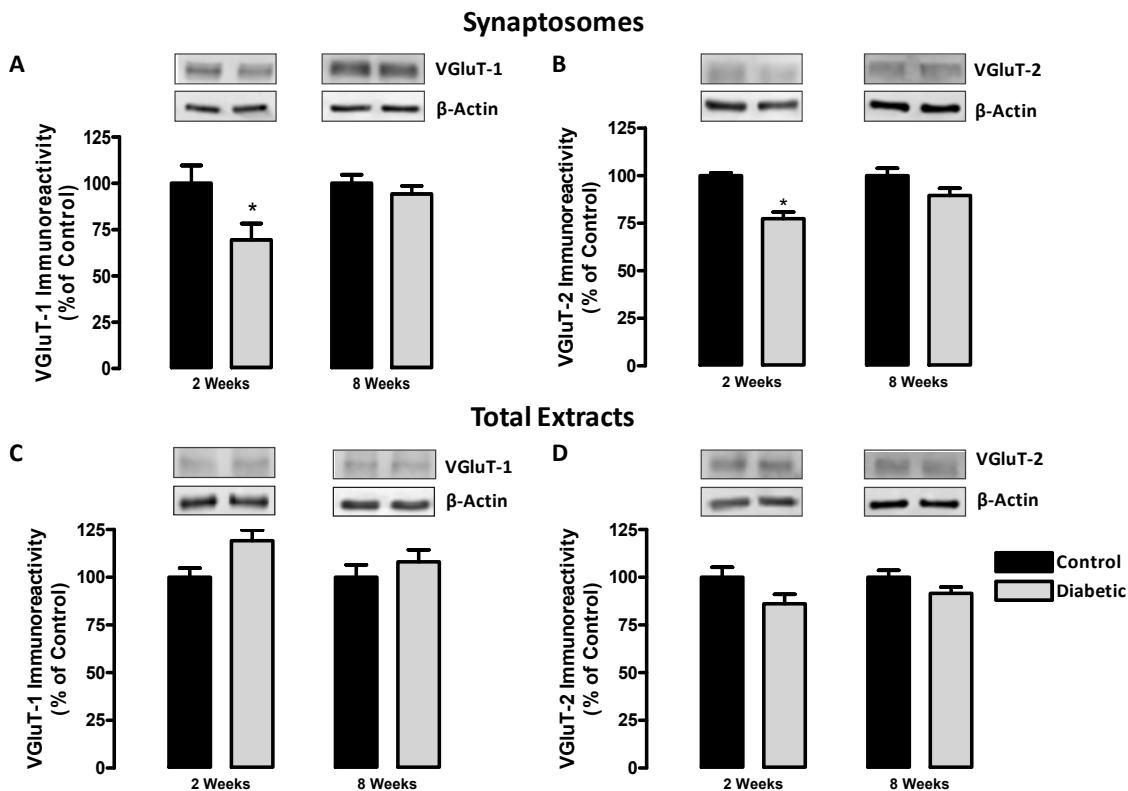 Synaptosomes
A
VGluT-1
β-Actin
VGluT-1 Immunoreactivity
(% of Control)
125
100
75
50
25
0
*
2 Weeks
8 Weeks
B
VGluT-2
β-Actin
VGluT-2 Immunoreactivity
(% of Control)
125
100
75
50
25
0
*
2 Weeks
8 Weeks
Total Extracts
C
VGluT-1
β-Actin
VGluT-1 Immunoreactivity
(% of Control)
125
100
75
50
25
0
2 Weeks
8 Weeks
D
VGluT-2
β-Actin
VGluT-2 Immunoreactivity
(% of Control)
125
100
75
50
25
0
2 Weeks
8 Weeks
Control
Diabetic